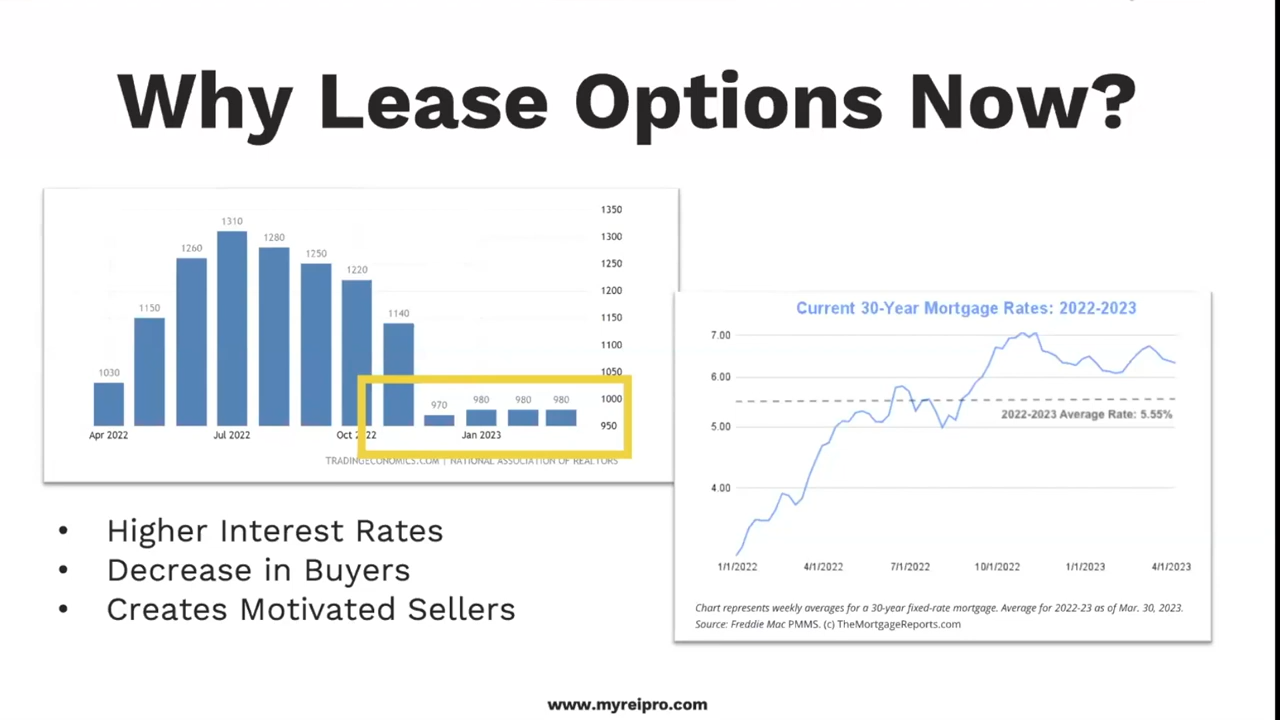 Why Lease Options Now?
1350
1310
1300
1280
1260
1250
1250
1220
1200
1150
1150
1140
1100
1030
1050
970
980
980
980
1000
950
Apr 2022
Jul 2022
Oct 2022
Jan 2023
TRADINGECONOMICS.COM | NATIONAL ASSOCIATION OF REALTORS
Current 30-Year Mortgage Rates: 2022-2023
7.00
6.00
2022-2023 Average Rate: 5.55%
5.00
4.00
1/1/2022
4/1/2022
7/1/2022
10/1/2022
1/1/2023
4/1/2023
Chart represents weekly averages for a 30-year fixed-rate mortgage. Average for 2022-23 as of Mar. 30, 2023.
Source: Freddie Mac PMMS. (c) TheMortgageReports.com
• Higher Interest Rates
• Decrease in Buyers
• Creates Motivated Sellers
www.myreipro.com